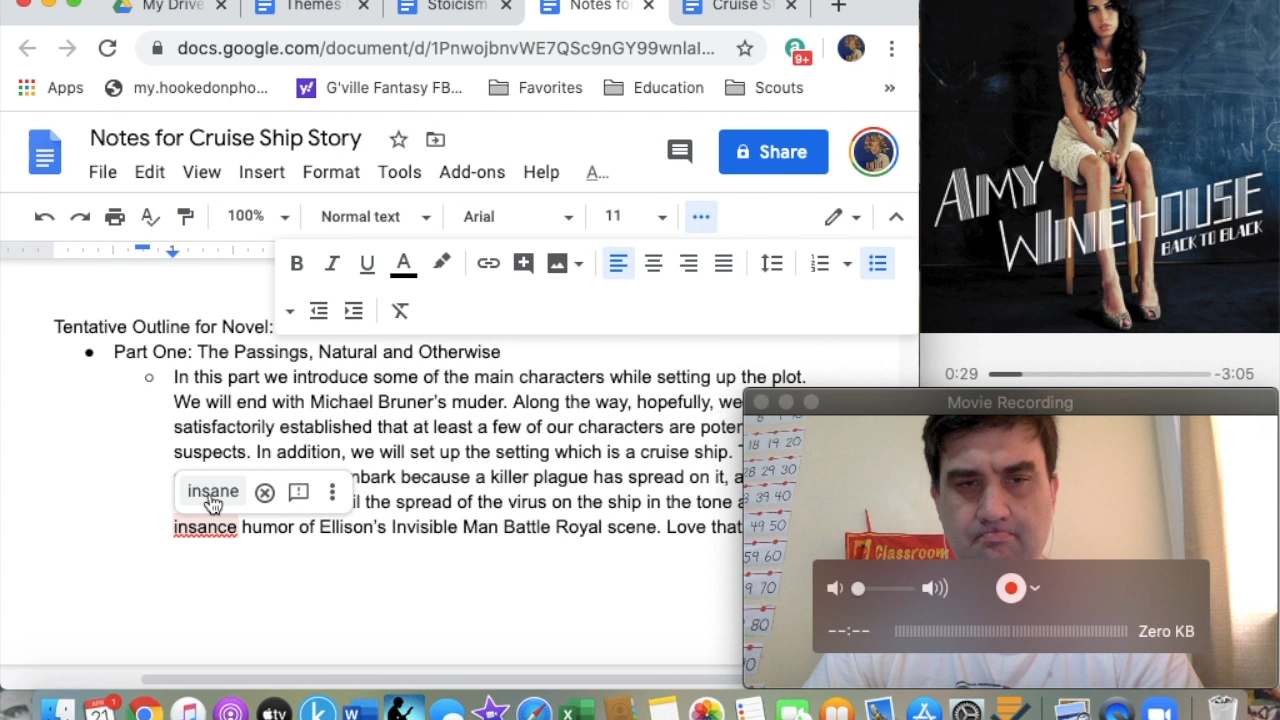 My Drive
Themes
Stoicism
Notes fo
Cruise S
docs.google.com/document/d/1PnwojbnvWE7QSc9nGY99wnlaI...
9+
Apps
my.hookedonpho...
G'ville Fantasy FB...
Favorites
Education
Scouts
»
Notes for Cruise Ship Story
Share
File Edit View Insert Format Tools Add-ons Help A...
100% Normal text Arial 11
B I U A
Tentative Outline for Novel:
Part One: The Passings, Natural and Otherwise
In this part we introduce some of the main characters while setting up the plot.
We will end with Michael Bruner's muder. Along the way, hopefully, we
satisfactorily established that at least a few of our characters are poten
suspects. In addition, we will set up the setting which is a cruise ship. T
nbark because a killer plague has spread on it, a
insane
il the spread of the virus on the ship in the tone a
insance humor of Ellison's Invisible Man Battle Royal scene. Love that
AMY
WINEHOUSE
BACK TO BLACK
0:29 -3:05
Movie Recording
18 19 20
28 29 30
39 40
49 50
59 60
70
80
Classroom
--:-- Zero KB
APR
21
tv
W